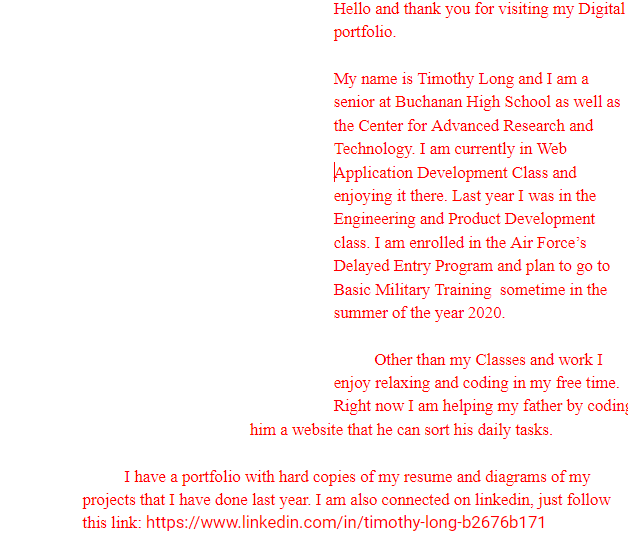 Hello and thank you for visiting my Digital
portfolio.
My name is Timothy Long and I am a
senior at Buchanan High School as well as
the Center for Advanced Research and
Technology. I am currently in Web
Application Development Class and
enjoying it there. Last year I was in the
Engineering and Product Development
class. I am enrolled in the Air Force’s
Delayed Entry Program and plan to go to
Basic Military Training  sometime in the
summer of the year 2020.
Other than my Classes and work I
enjoy relaxing and coding in my free time.
Right now I am helping my father by coding
him a website that he can sort his daily tasks.
I have a portfolio with hard copies of my resume and diagrams of my
projects that I have done last year. I am also connected on linkedin, just follow
this link: https://www.linkedin.com/in/timothy-long-b2676b171